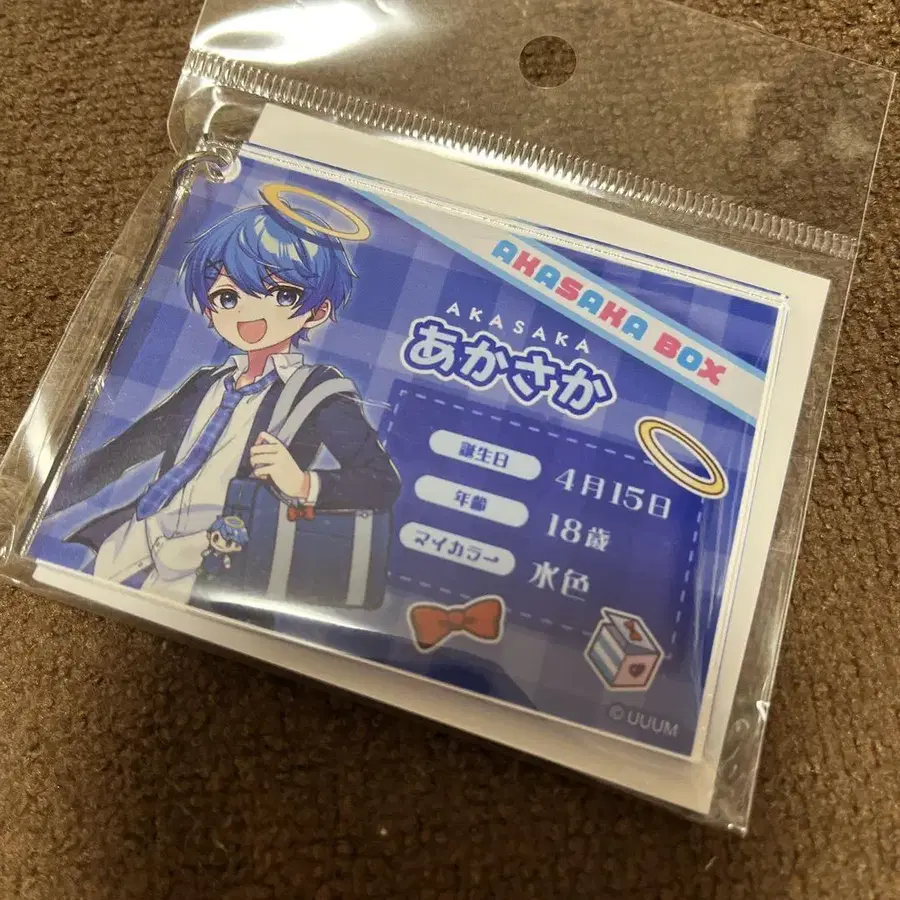 AKASAKA BOX
AKASAKA
あかさか
誕生日 4月15日
年齢 18歳
マイカラー 水色
©UUUM